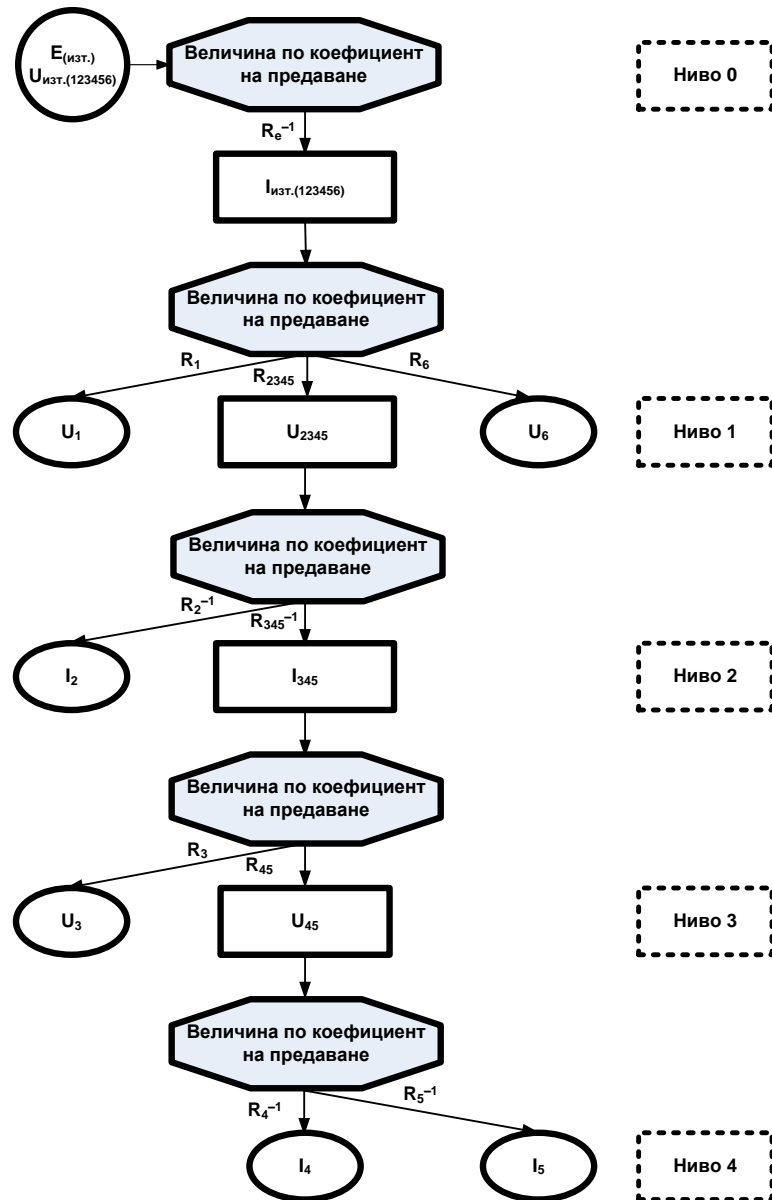 E(изт.)
Uизт.(123456)
Величина по коефициент
на предаване
Ниво 0
Rₑ⁻¹
Iизт.(123456)
Величина по коефициент
на предаване
R₁
R₂₃₄₅
R₆
U₁
U₂₃₄₅
U₆
Ниво 1
Величина по коефициент
на предаване
R₂⁻¹
R₃₄₅⁻¹
I₂
I₃₄₅
Ниво 2
Величина по коефициент
на предаване
R₃
R₄₅
U₃
U₄₅
Ниво 3
Величина по коефициент
на предаване
R₄⁻¹
R₅⁻¹
I₄
I₅
Ниво 4